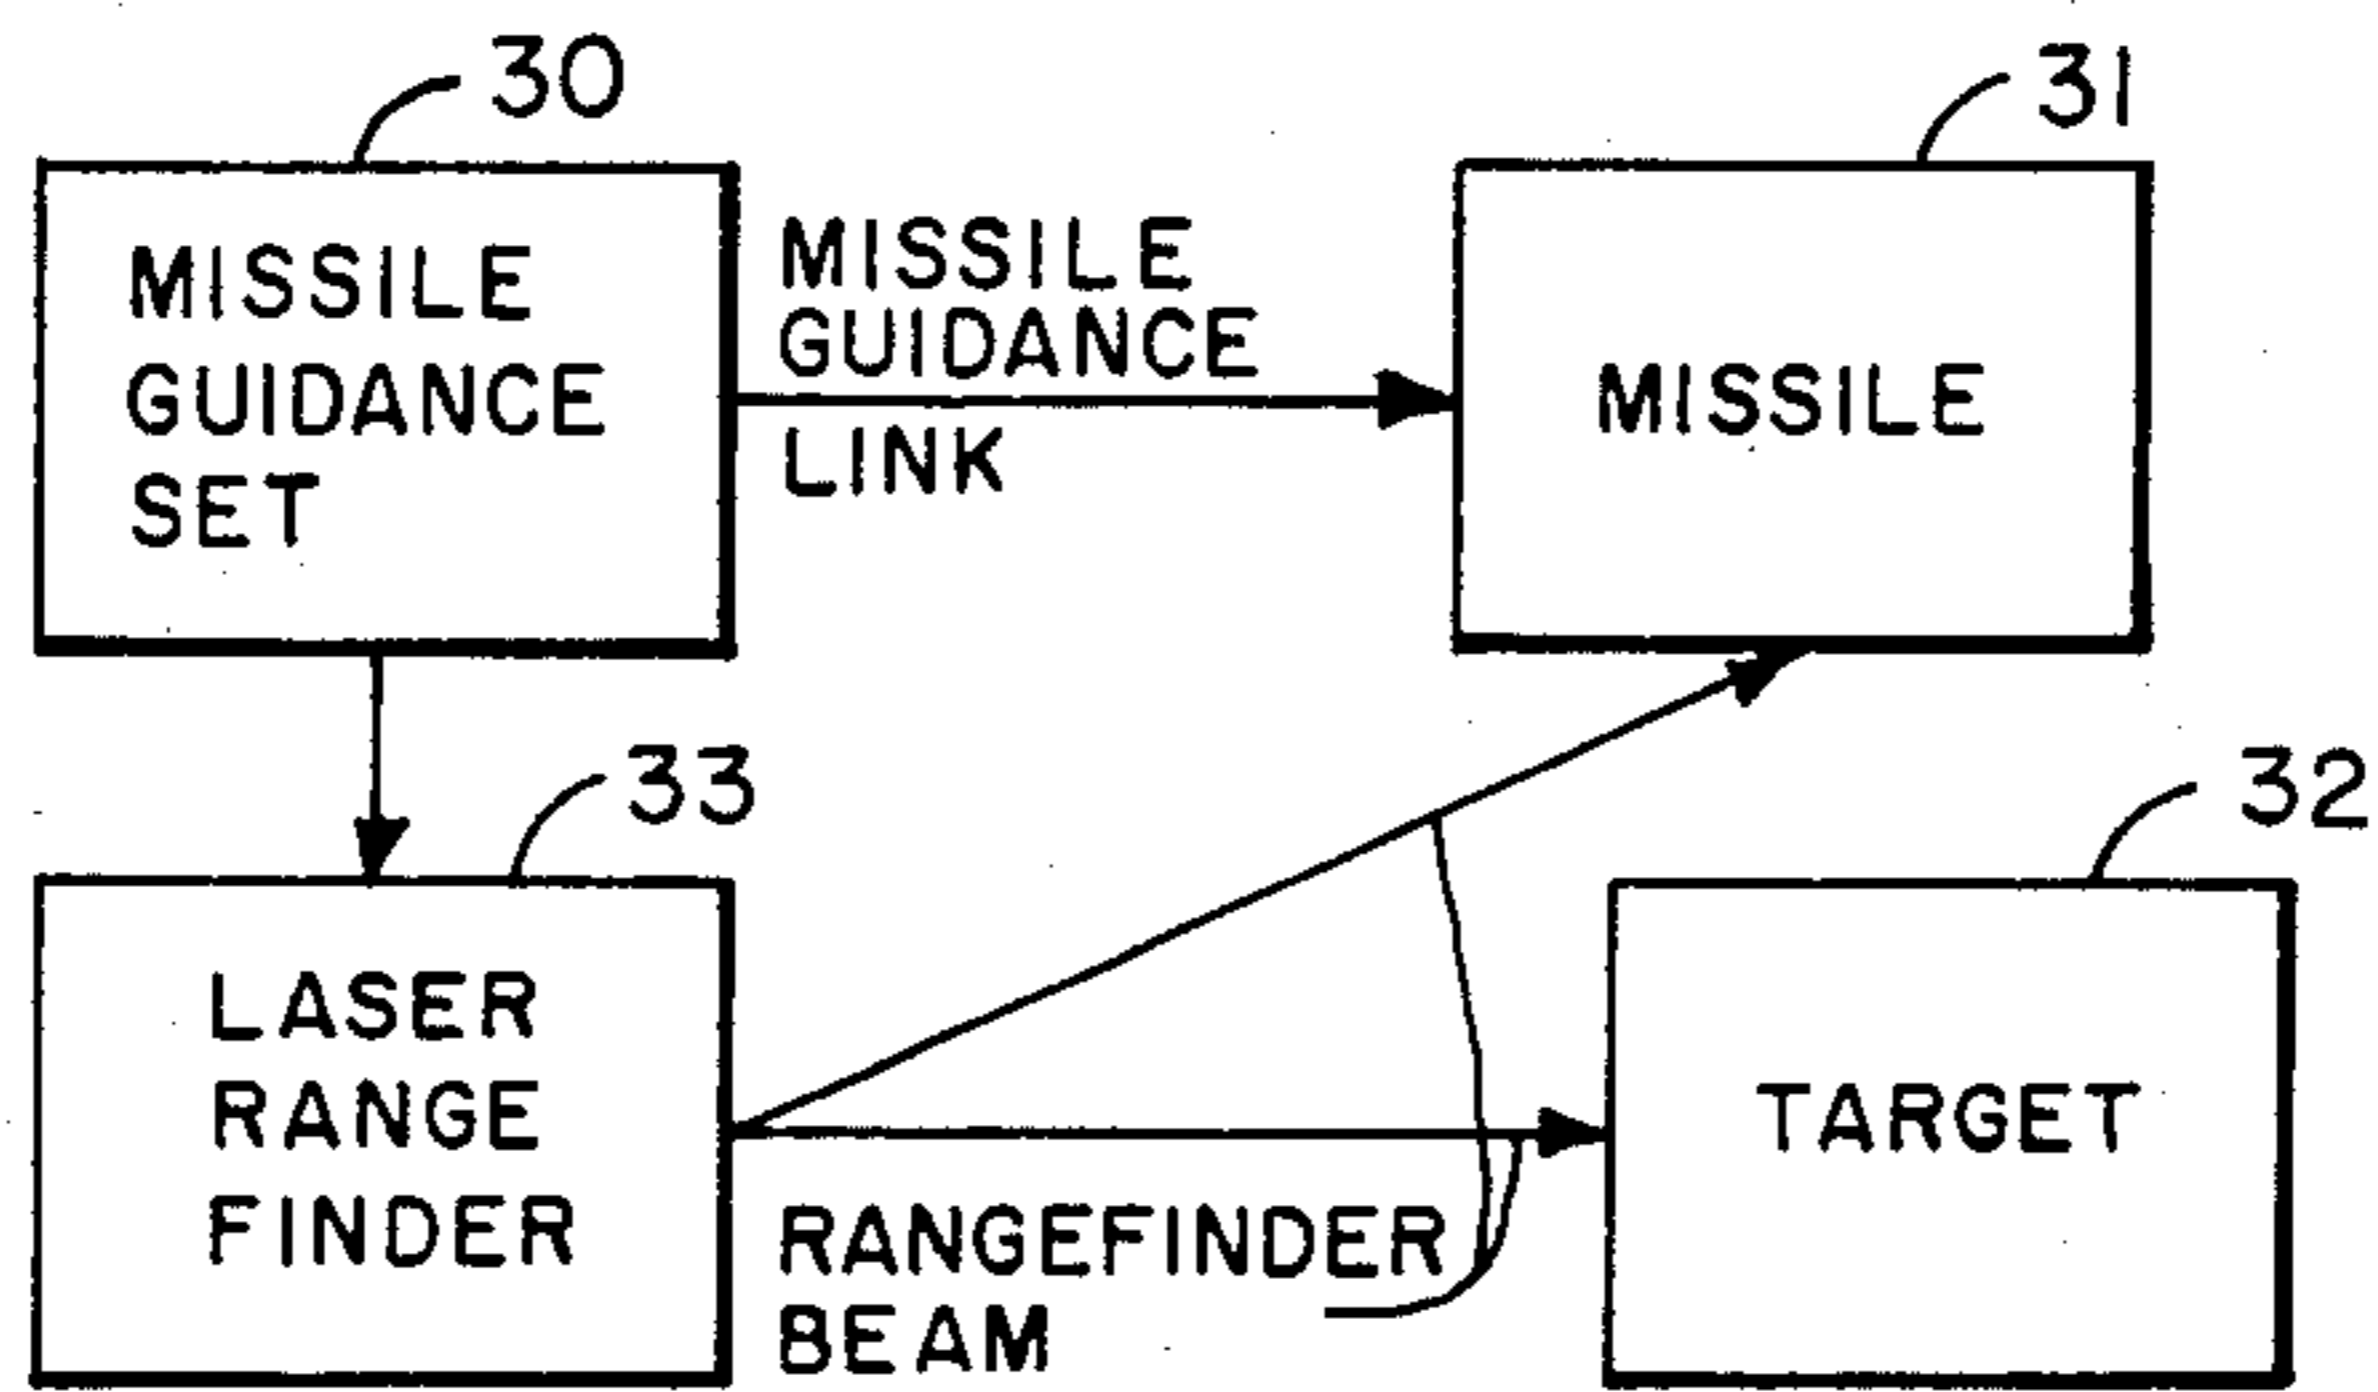 30
31
MISSILE
GUIDANCE
SET
MISSILE
GUIDANCE
LINK
MISSILE
33
32
LASER
RANGE
FINDER
RANGEFINDER
BEAM
TARGET